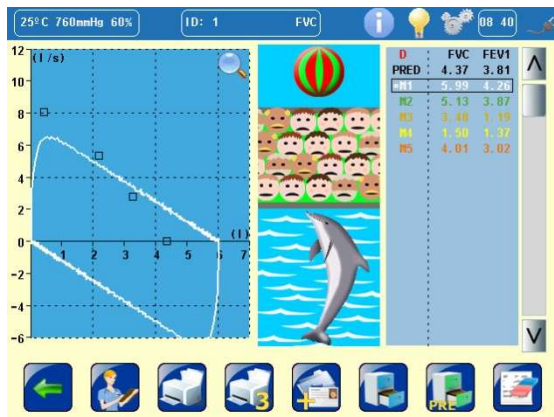 25º C 760mmHg 60% ID: 1 FVC 08 40
(l /s)
12
10
8
6
4
2
0
-2
-4
-6
1 2 3 4 5 6 7
(l)
D FVC FEV1
PRED 4.37 3.81
*M1 5.99 4.26
M2 5.13 3.87
M3 3.48 1.19
M4 1.50 1.37
M5 4.01 3.02
3
PRE